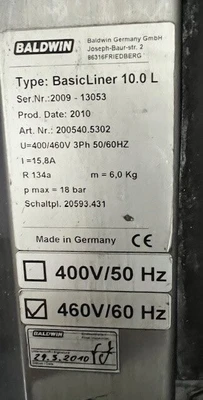 BALDWIN
Baldwin Germany GmbH
Joseph-Baur-str. 2
86316FRIEDBERG
Type: BasicLiner 10.0 L
Ser.Nr.:2009 - 13053
Prod. Date: 2010
Art. Nr.: 200540.5302
U=400/460V 3Ph 50/60HZ
I =15,8A
R 134a m = 6,0 Kg
p max = 18 bar
Schaltpl. 20593.431
Made in Germany CE
400V/50 Hz
460V/60 Hz
BALDWIN
29.3.2010